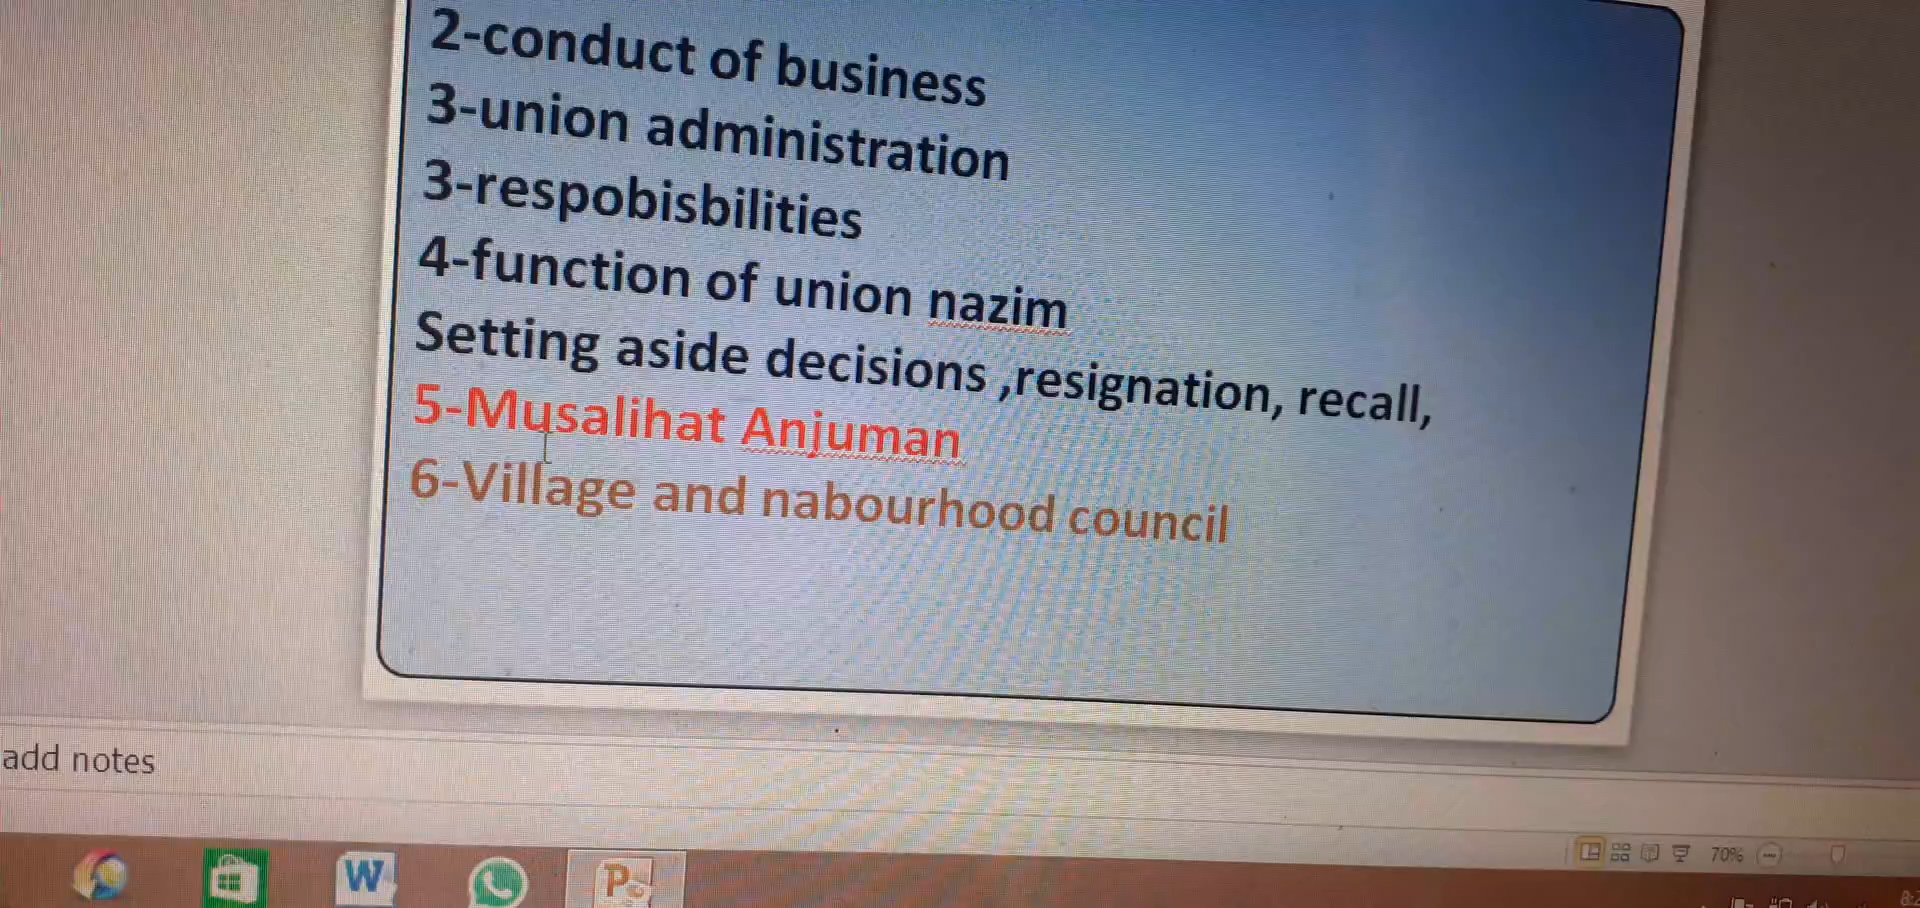 2-conduct of business
3-union administration
3-respobisbilities
4-function of union nazim
Setting aside decisions ,resignation, recall,
5-Musalihat Anjuman
6-Village and nabourhood council
add notes
70%